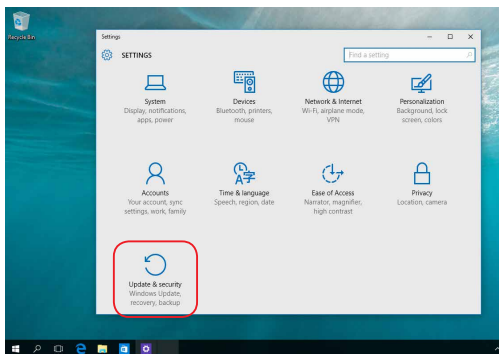 Recycle Bin
Settings
SETTINGS
Find a setting
System
Display, notifications,
apps, power
Devices
Bluetooth, printers,
mouse
Network & Internet
Wi-Fi, airplane mode,
VPN
Personalization
Background, lock
screen, colors
Accounts
Your account, sync
settings, work, family
Time & language
Speech, region, date
Ease of Access
Narrator, magnifier,
high contrast
Privacy
Location, camera
Update & security
Windows Update,
recovery, backup